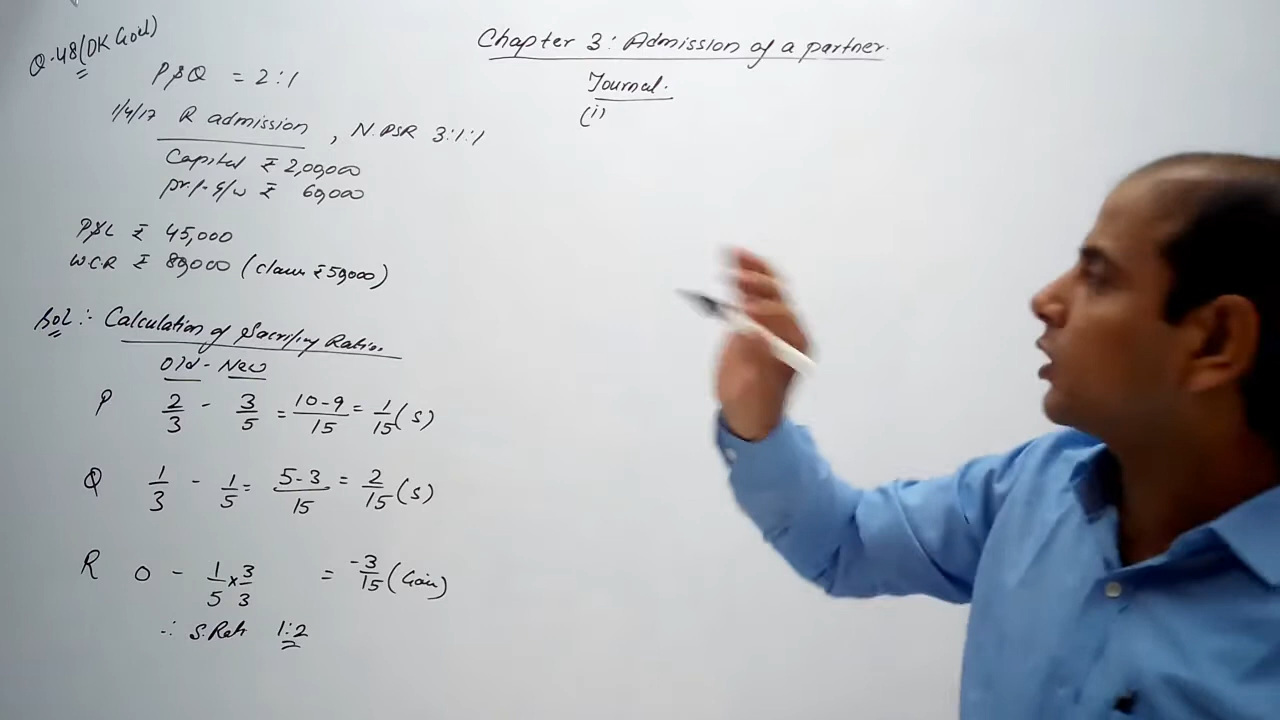 Q-48(DK Goel)
P&Q = 2:1
1/4/17 R admission , N.PSR 3:1:1
Capital ₹ 2,00,000
pr.f. g/w ₹ 60,000
P&L ₹ 45,000
W.C.R ₹ 80,000 (claim ₹50,000)
Sol :- Calculation of Sacrifing Ratio.
Old - New
P 2/3 - 3/5 = 10-9/15 = 1/15 (S)
Q 1/3 - 1/5 = 5-3/15 = 2/15 (S)
R 0 - 1/5 x 3/3 = -3/15 (Gain)
∴ S.Ratio 1:2
Chapter 3: Admission of a partner.
Journal.
(i)